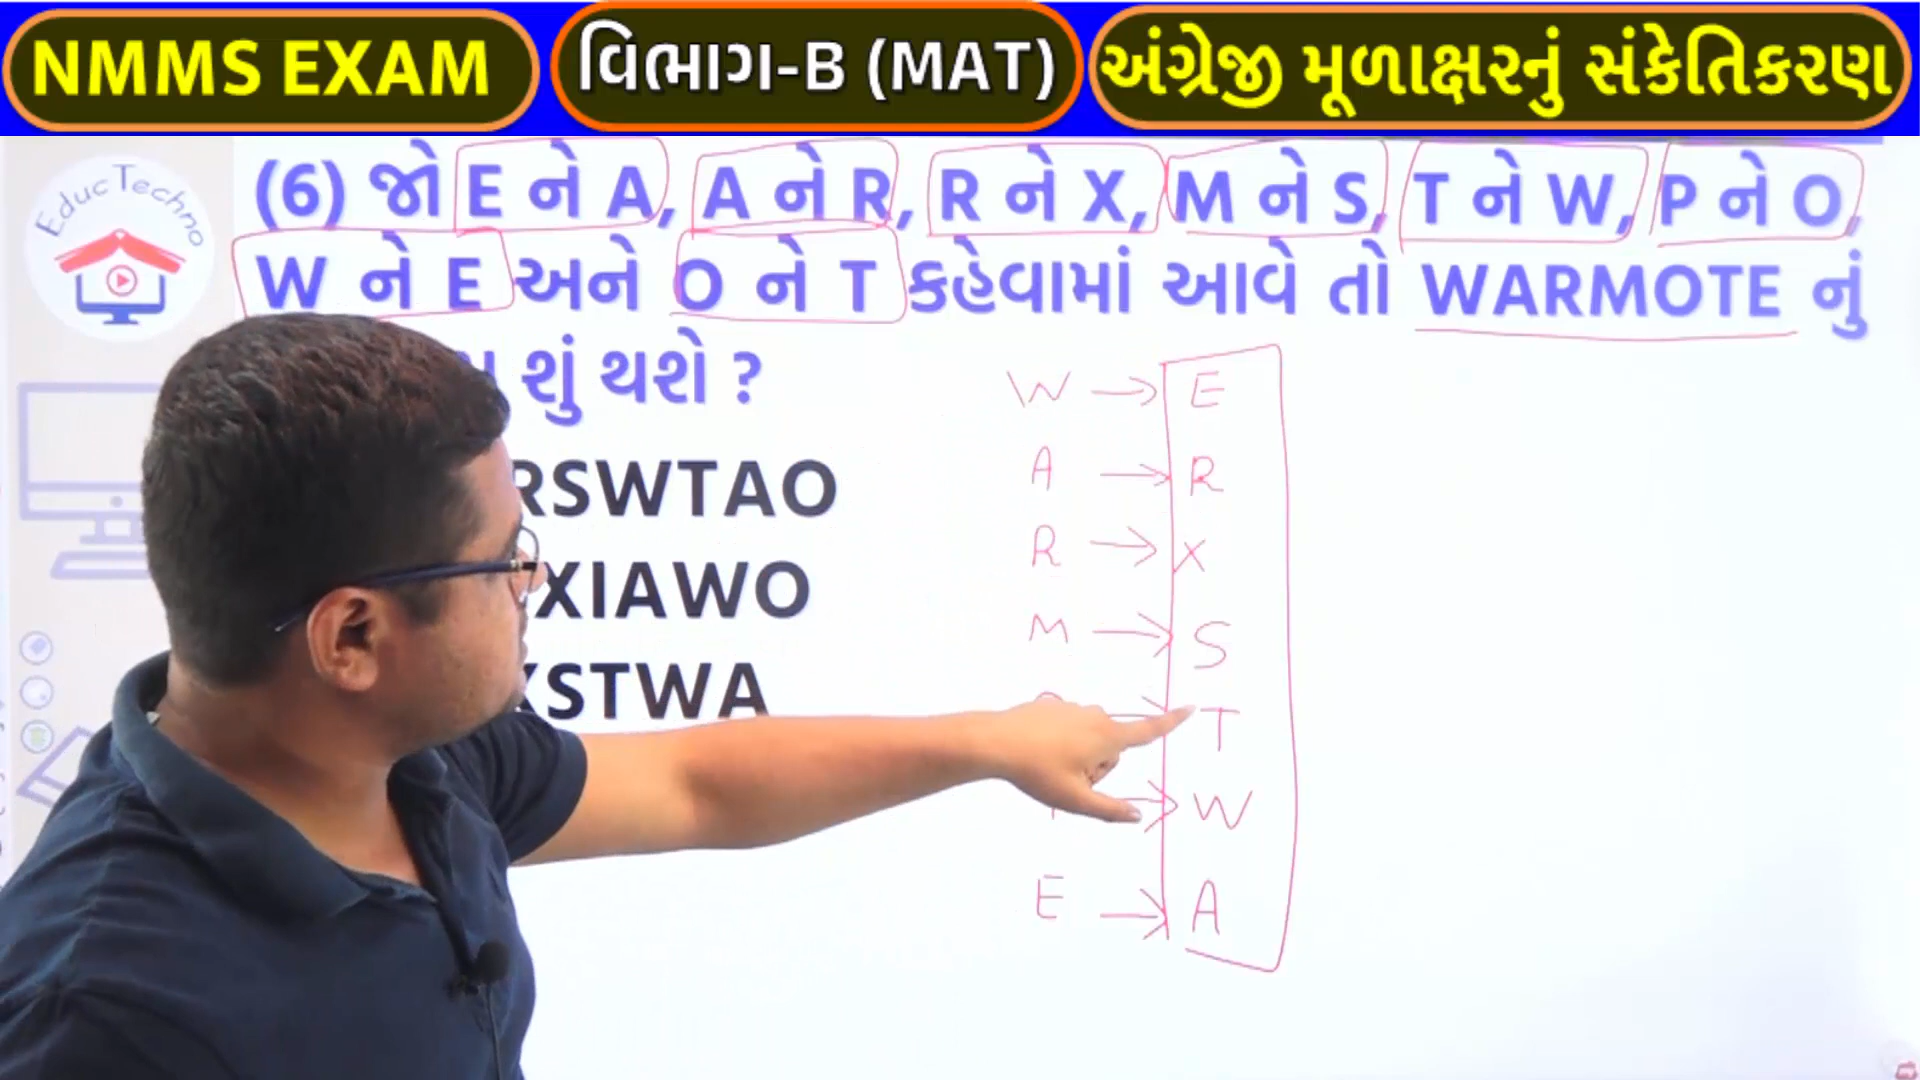 NMMS EXAM
વિભાગ-B (MAT)
અંગ્રેજી મૂળાક્ષરનું સંકેતિકરણ
EducTechno
(6) જો E ને A, A ને R, R ને X, M ને S, T ને W, P ને O,
W ને E અને O ને T કહેવામાં આવે તો WARMOTE નું
શું થશે ?
RSWTAO
XIAWO
STWA
W → E
A → R
R → X
M → S
→ T
→ W
E → A